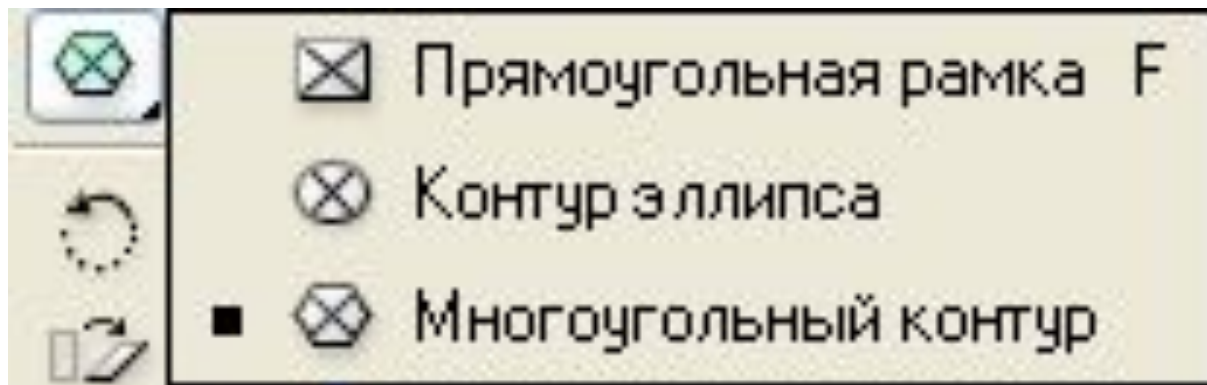 Прямоугольная рамка F
Контур эллипса
Многоугольный контур